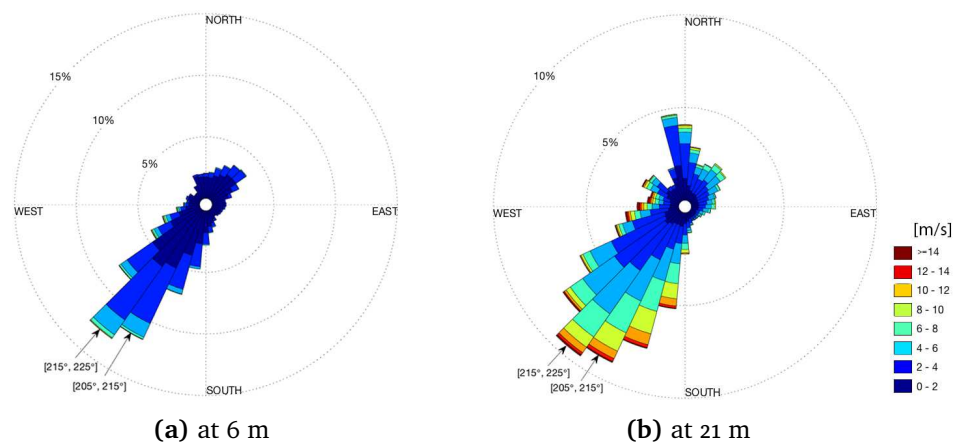 NORTH
15%
10%
5%
WEST
EAST
SOUTH
[215°, 225°]
[205°, 215°]
(a) at 6 m
NORTH
10%
5%
WEST
EAST
SOUTH
[215°, 225°]
[205°, 215°]
[m/s]
>=14
12 - 14
10 - 12
8 - 10
6 - 8
4 - 6
2 - 4
0 - 2
(b) at 21 m